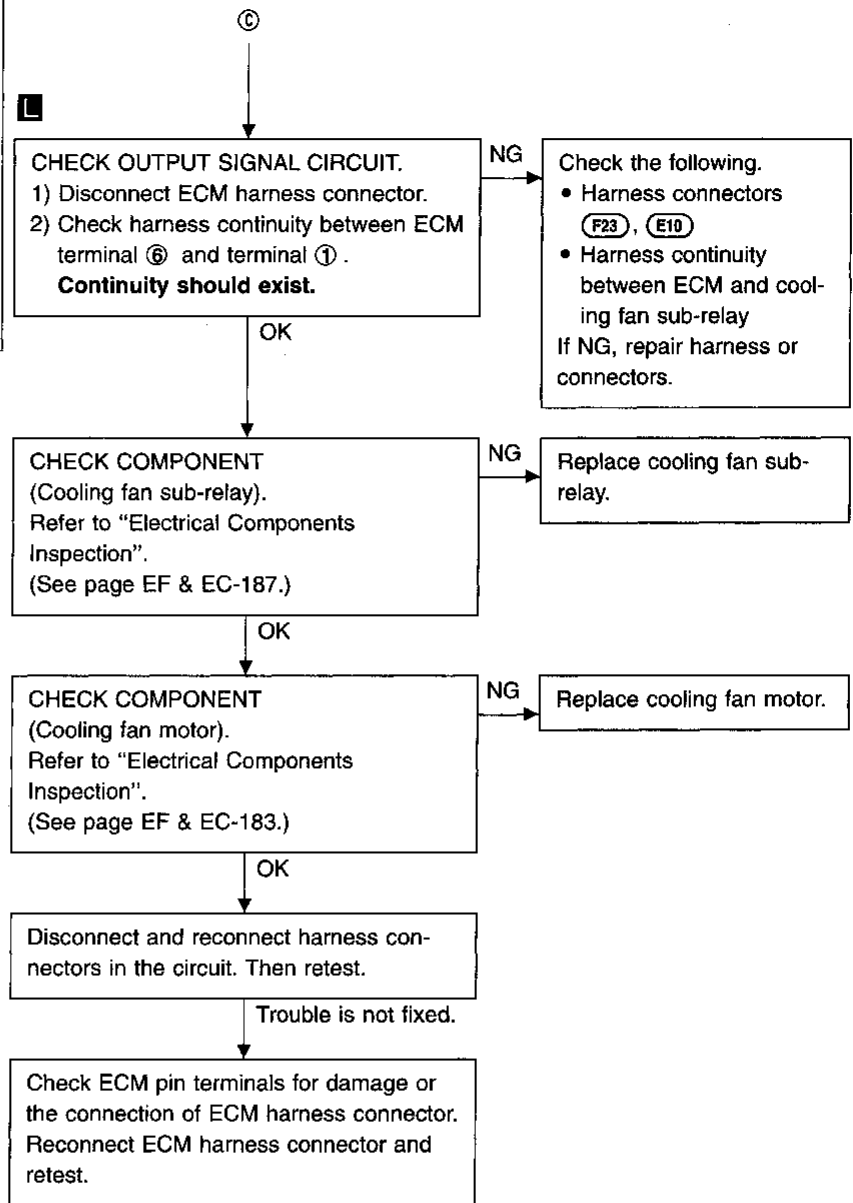 Ⓒ
L
CHECK OUTPUT SIGNAL CIRCUIT.
1) Disconnect ECM harness connector.
2) Check harness continuity between ECM
terminal ⑥ and terminal ① .
Continuity should exist.
NG
Check the following.
• Harness connectors
F23, E10
• Harness continuity
between ECM and cool-
ing fan sub-relay
If NG, repair harness or
connectors.
OK
CHECK COMPONENT
(Cooling fan sub-relay).
Refer to "Electrical Components
Inspection".
(See page EF & EC-187.)
NG
Replace cooling fan sub-
relay.
OK
CHECK COMPONENT
(Cooling fan motor).
Refer to "Electrical Components
Inspection".
(See page EF & EC-183.)
NG
Replace cooling fan motor.
OK
Disconnect and reconnect harness con-
nectors in the circuit. Then retest.
Trouble is not fixed.
Check ECM pin terminals for damage or
the connection of ECM harness connector.
Reconnect ECM harness connector and
retest.